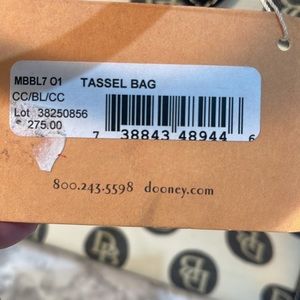 MBBL7 O1 TASSEL BAG
CC/BL/CC
Lot 38250856
275.00
7 38843 48944 6
800.243.5598 dooney.com